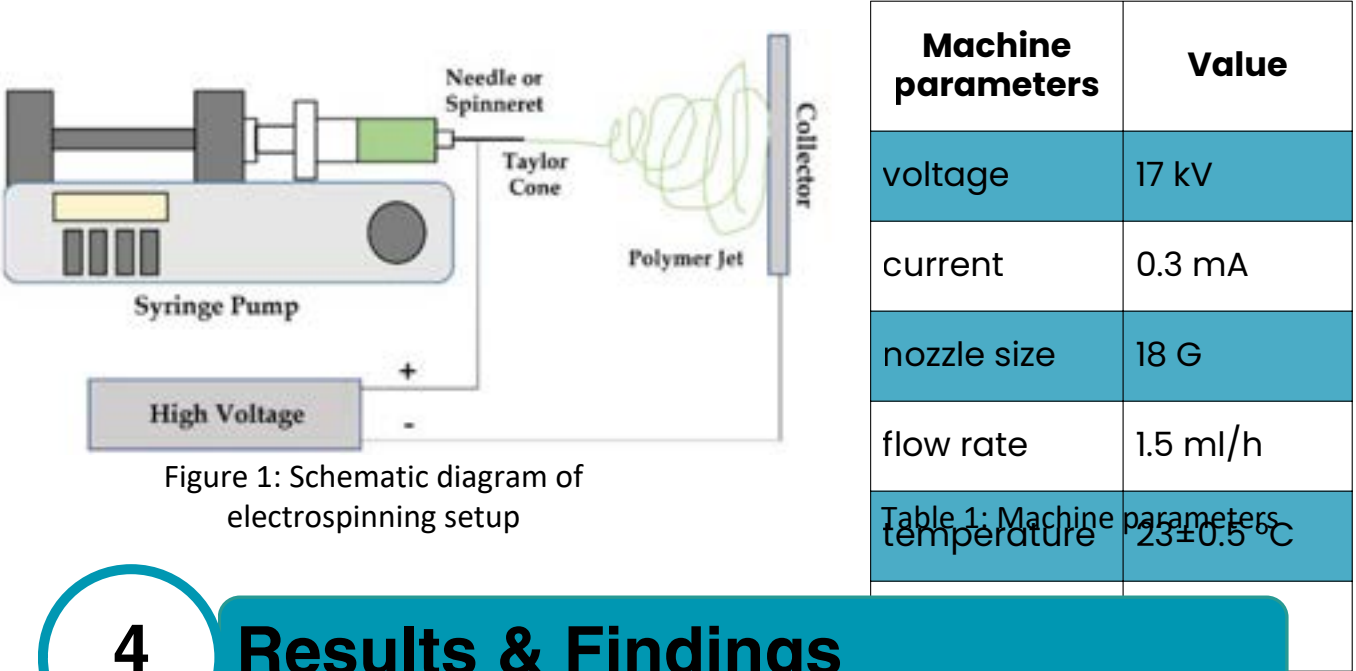 Needle or
Spinneret
Taylor
Cone
Collector
Polymer Jet
Syringe Pump
+
High Voltage
-
Figure 1: Schematic diagram of
electrospinning setup
Machine
parameters
Value
voltage
17 kV
current
0.3 mA
nozzle size
18 G
flow rate
1.5 ml/h
Table 1: Machine parameters
temperature
23±0.5 °C
4
Results & Findings